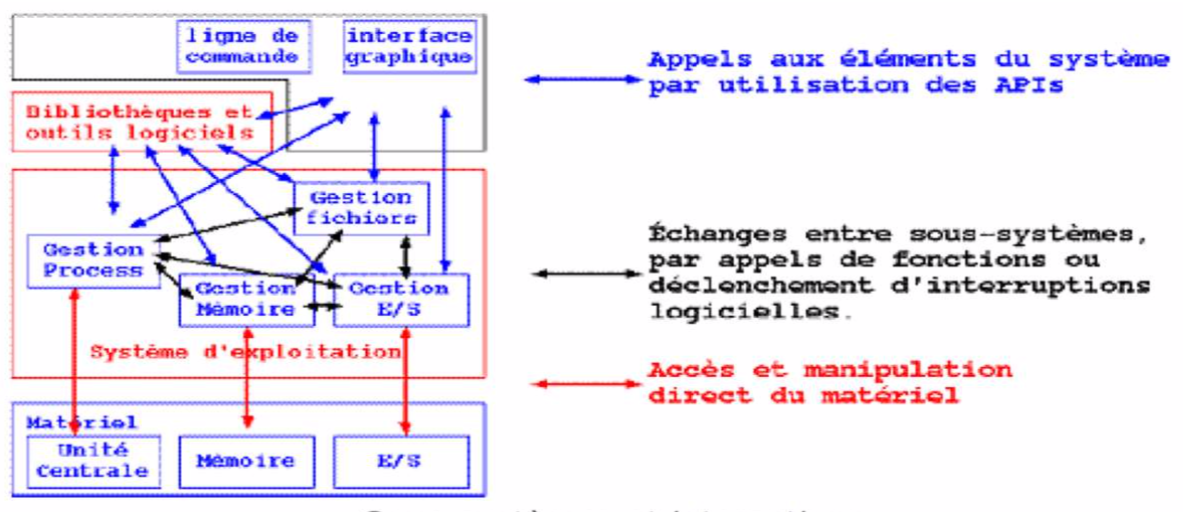 ligne de
commande
interface
graphique
Appels aux éléments du système
par utilisation des APIs
Bibliothèques et
outils logiciels
Gestion
fichiers
Gestion
Process
Gestion
Mémoire
Gestion
E/S
Système d'exploitation
Échanges entre sous-systèmes,
par appels de fonctions ou
déclenchement d'interruptions
logicielles.
Accès et manipulation
direct du matériel
Matériel
Unité
Centrale
Mémoire
E/S